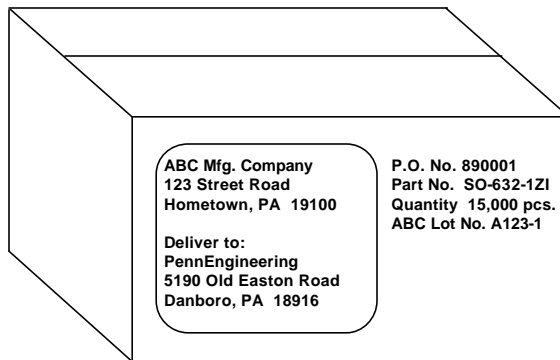 ABC Mfg. Company
123 Street Road
Hometown, PA 19100
Deliver to:
PennEngineering
5190 Old Easton Road
Danboro, PA 18916
P.O. No. 890001
Part No. SO-632-1ZI
Quantity 15,000 pcs.
ABC Lot No. A123-1